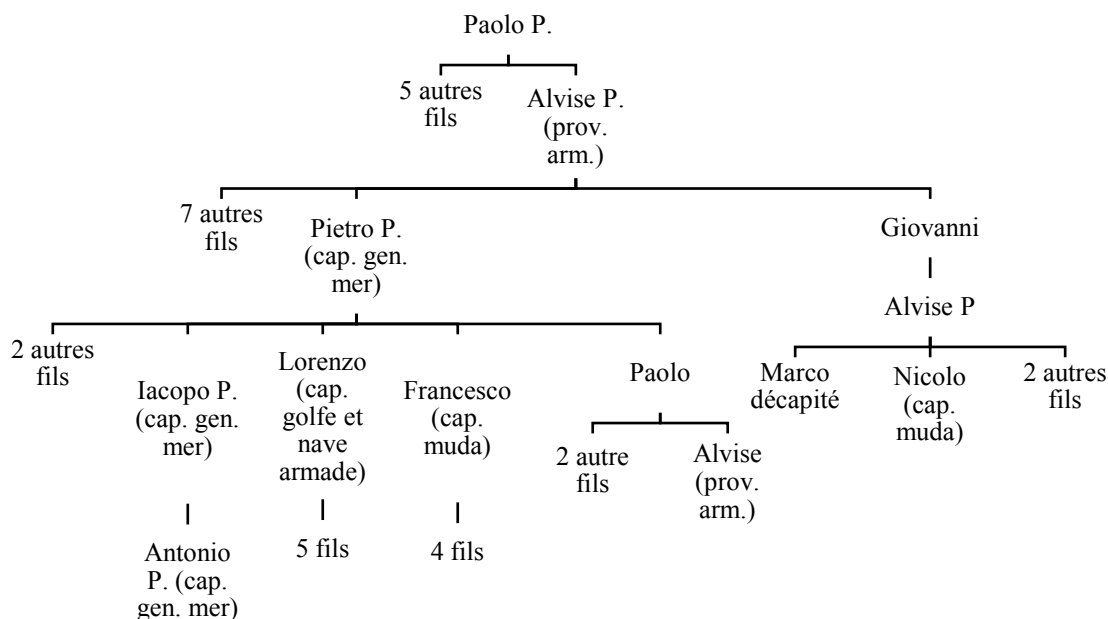 Paolo P.
5 autres
fils
Alvise P.
(prov.
arm.)
7 autres
fils
Pietro P.
(cap. gen.
mer)
Giovanni
Alvise P
2 autres
fils
Iacopo P.
(cap. gen.
mer)
Lorenzo
(cap.
golfe et
nave
armade)
Francesco
(cap.
muda)
Paolo
Marco
décapité
Nicolo
(cap.
muda)
2 autres
fils
2 autre
fils
Alvise
(prov.
arm.)
Antonio
P. (cap.
gen. mer)
5 fils
4 fils